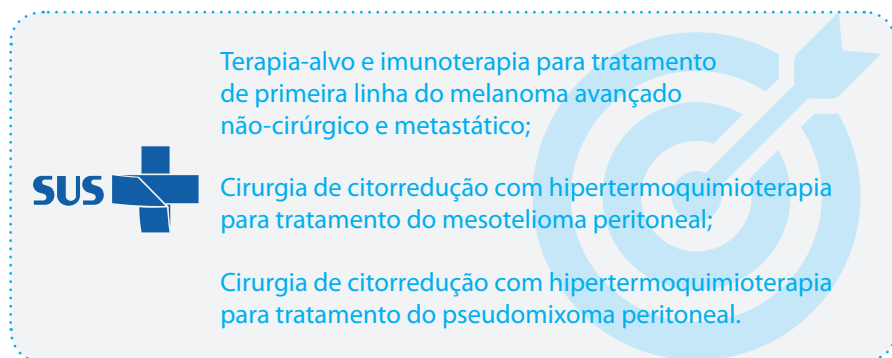 Terapia-alvo e imunoterapia para tratamento
de primeira linha do melanoma avançado
não-cirúrgico e metastático;
SUS
Cirurgia de citorredução com hipertermoquimioterapia
para tratamento do mesotelioma peritoneal;
Cirurgia de citorredução com hipertermoquimioterapia
para tratamento do pseudomixoma peritoneal.